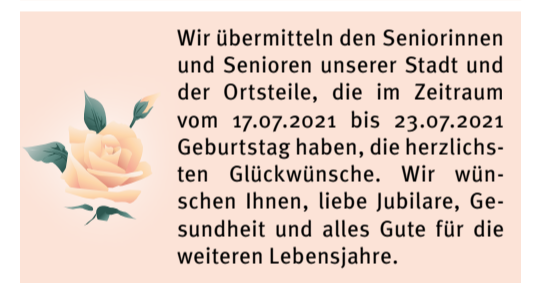 Wir übermitteln den Seniorinnen
und Senioren unserer Stadt und
der Ortsteile, die im Zeitraum
vom 17.07.2021 bis 23.07.2021
Geburtstag haben, die herzlichs-
ten Glückwünsche. Wir wün-
schen Ihnen, liebe Jubilare, Ge-
sundheit und alles Gute für die
weiteren Lebensjahre.